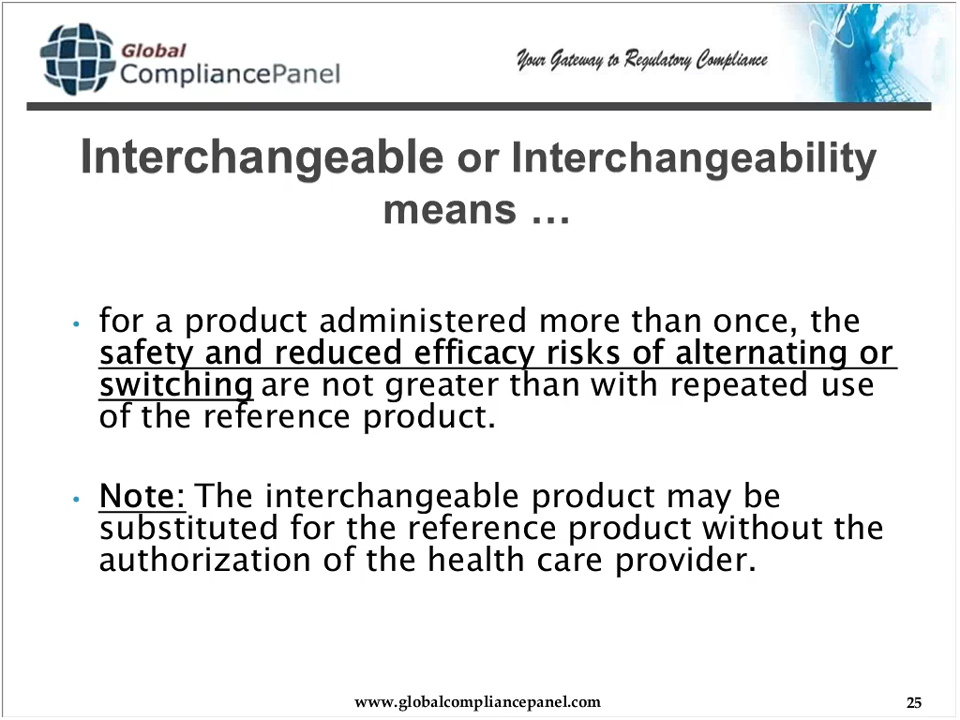 Global
CompliancePanel
Your Gateway to Regulatory Compliance
Interchangeable or Interchangeability
means …
• for a product administered more than once, the
safety and reduced efficacy risks of alternating or
switching are not greater than with repeated use
of the reference product.
• Note: The interchangeable product may be
substituted for the reference product without the
authorization of the health care provider.
www.globalcompliancepanel.com
25